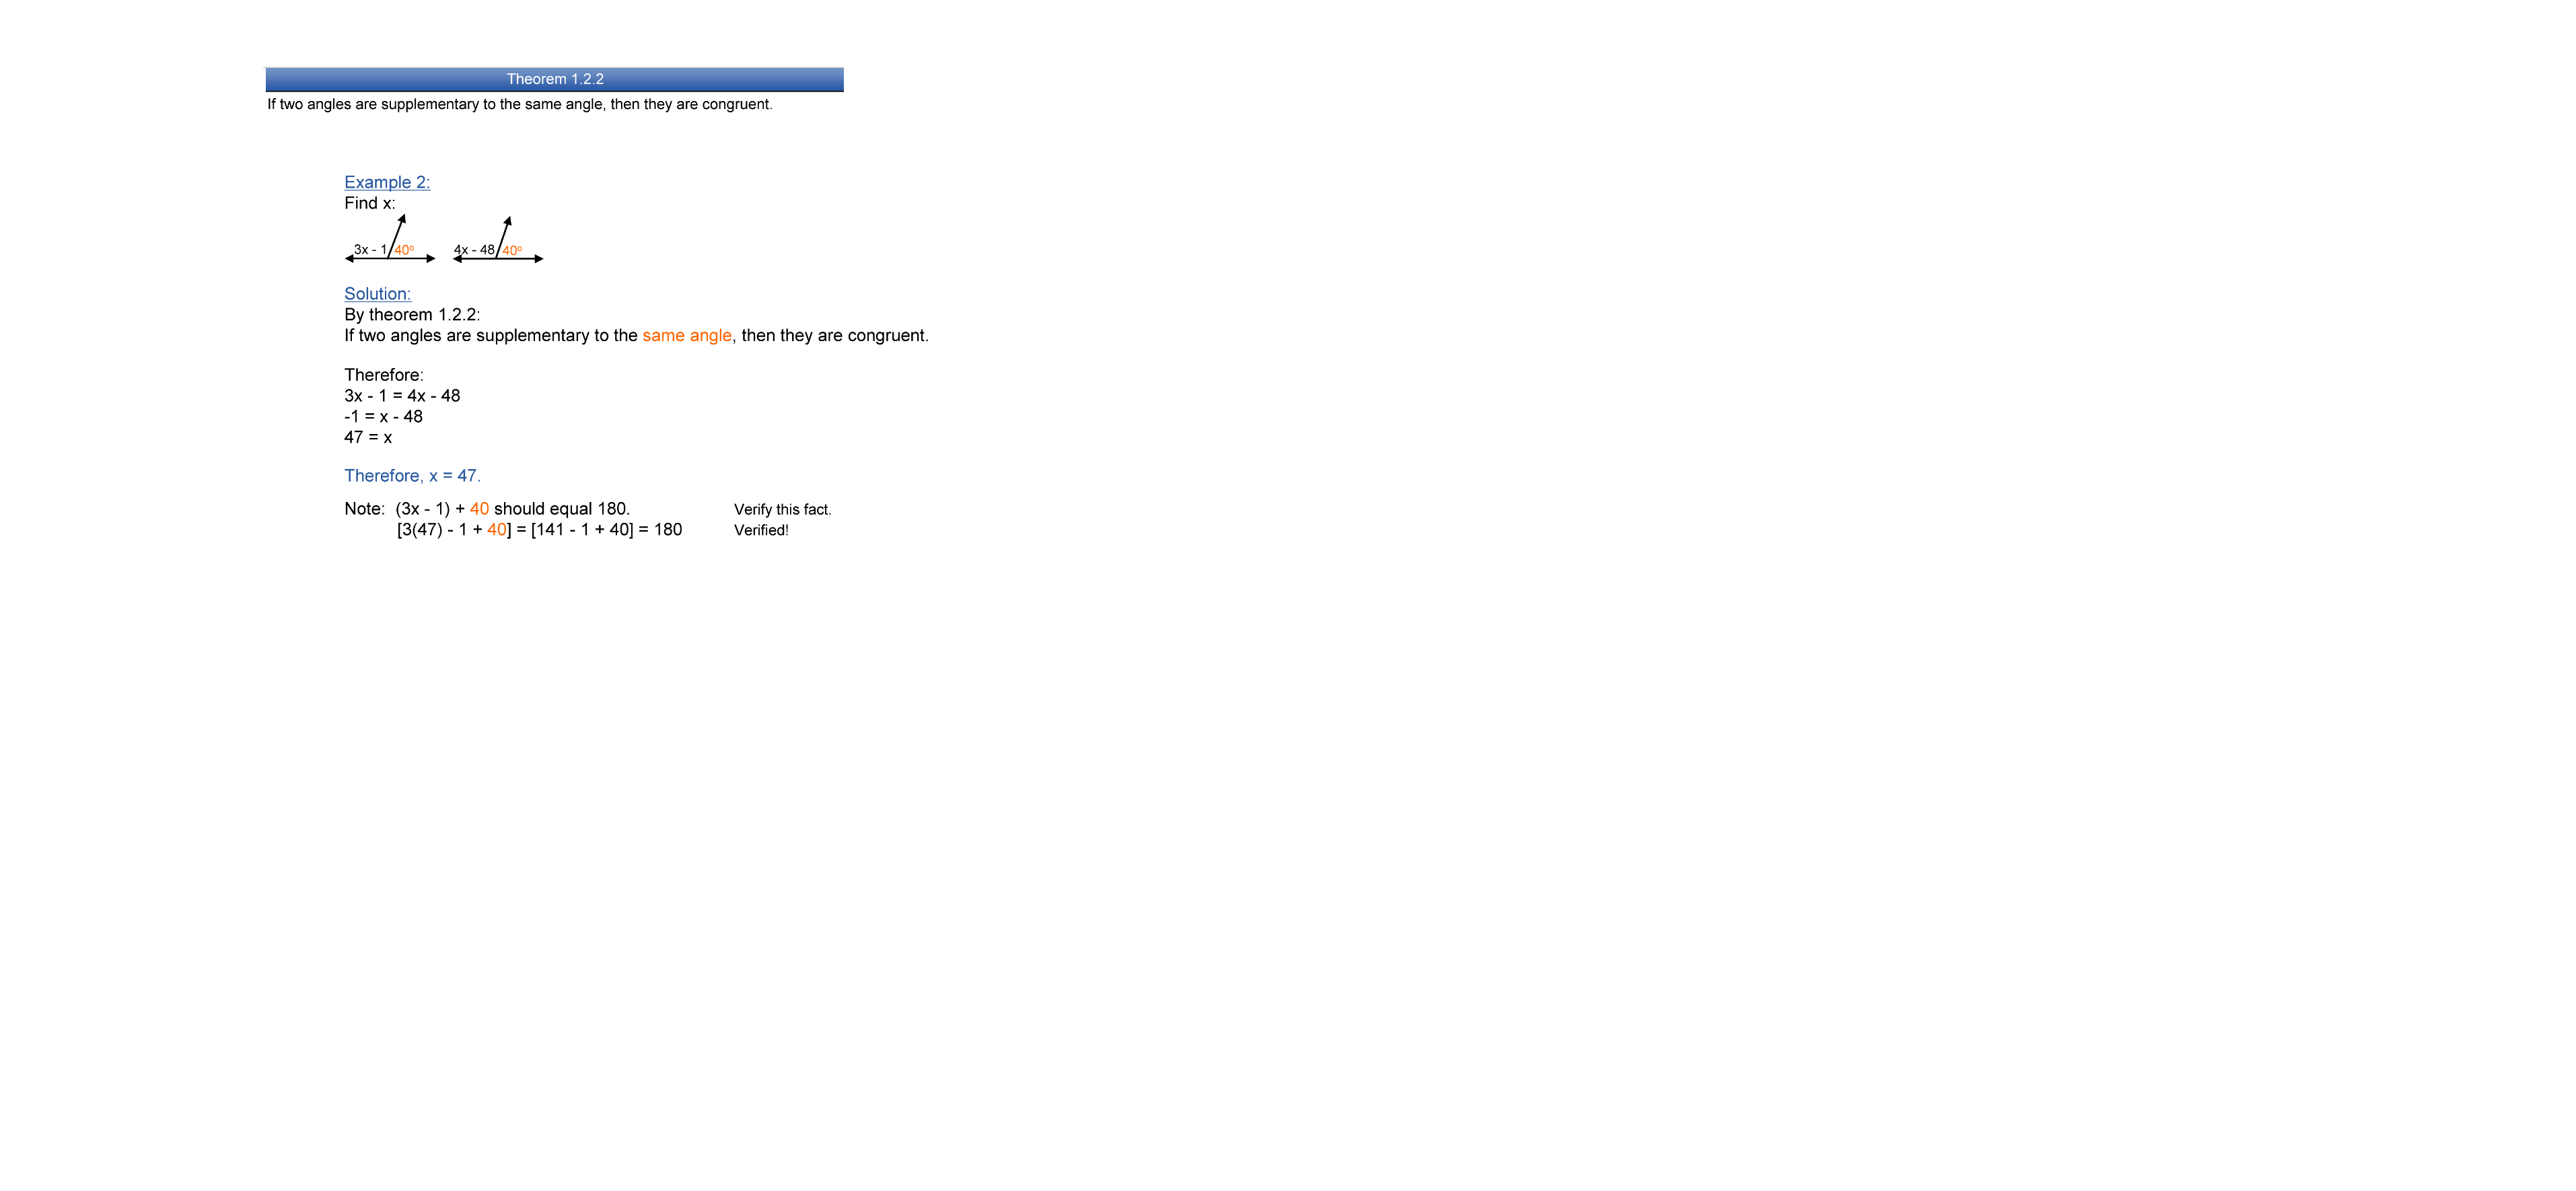 Theorem 1.2.2
If two angles are supplementary to the same angle, then they are congruent.
Example 2:
Find x:
3x - 1 40º 4x - 48 40º
Solution:
By theorem 1.2.2:
If two angles are supplementary to the same angle, then they are congruent.
Therefore:
3x - 1 = 4x - 48
-1 = x - 48
47 = x
Therefore, x = 47.
Note: (3x - 1) + 40 should equal 180. Verify this fact.
[3(47) - 1 + 40] = [141 - 1 + 40] = 180 Verified!